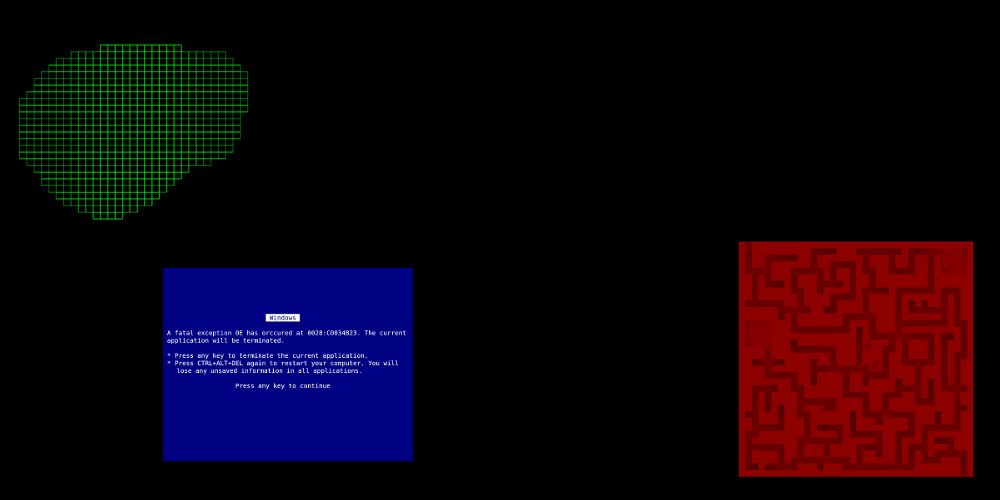 Windows
A fatal exception 0E has orccured at 0028:C0034B23. The current
application will be terminated.
* Press any key to terminate the current application.
* Press CTRL+ALT+DEL again to restart your computer. You will
lose any unsaved information in all applications.
Press any key to continue